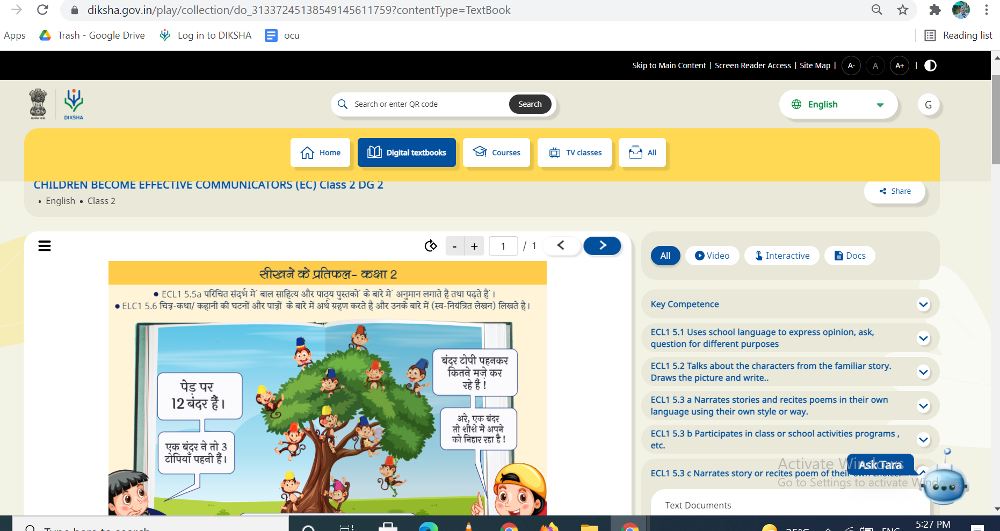 diksha.gov.in/play/collection/do_31337245138549145611759?contentType=TextBook
Apps Trash - Google Drive Log in to DIKSHA ocu Reading list
Skip to Main Content | Screen Reader Access | Site Map | A- A A+ |
DIKSHA
Search or enter QR code Search
English
G
Home Digital textbooks Courses TV classes All
CHILDREN BECOME EFFECTIVE COMMUNICATORS (EC) Class 2 DG 2
• English • Class 2
Share
- + 1 / 1
सीखने के प्रतिफल- कक्षा 2
• ECL1 5.5a परिचित संदर्भ में बाल साहित्य और पाठ्य पुस्तकों के बारे में अनुमान लगाते है तथा पढ़ते हैं।
• ELC1 5.6 चित्र-कथा/ कहानी की घटनों और पात्रों के बारे में अर्थ ग्रहण करते है और उनके बारे में (स्व-नियंत्रित लेखन) लिखते है।
पेड़ पर
12 बंदर हैं।
एक बंदर ने तो 3
टोपियाँ पहनी हैं।
बंदर टोपी पहनकर
कितने मज़े कर
रहे हैं !
अरे, एक बंदर
तो शीशे में अपने
को निहार रहा है !
All Video Interactive Docs
Key Competence
ECL1 5.1 Uses school language to express opinion, ask,
question for different purposes
ECL1 5.2 Talks about the characters from the familiar story.
Draws the picture and write..
ECL1 5.3 a Narrates stories and recites poems in their own
language using their own style or way.
ECL1 5.3 b Participates in class or school activities programs ,
etc.
ECL1 5.3 c Narrates story or recites poem of their own choice.
Ask Tara
Activate Windows
Go to Settings to activate Windows.
Text Documents
Type here to search
25°C ENG
5:27 PM